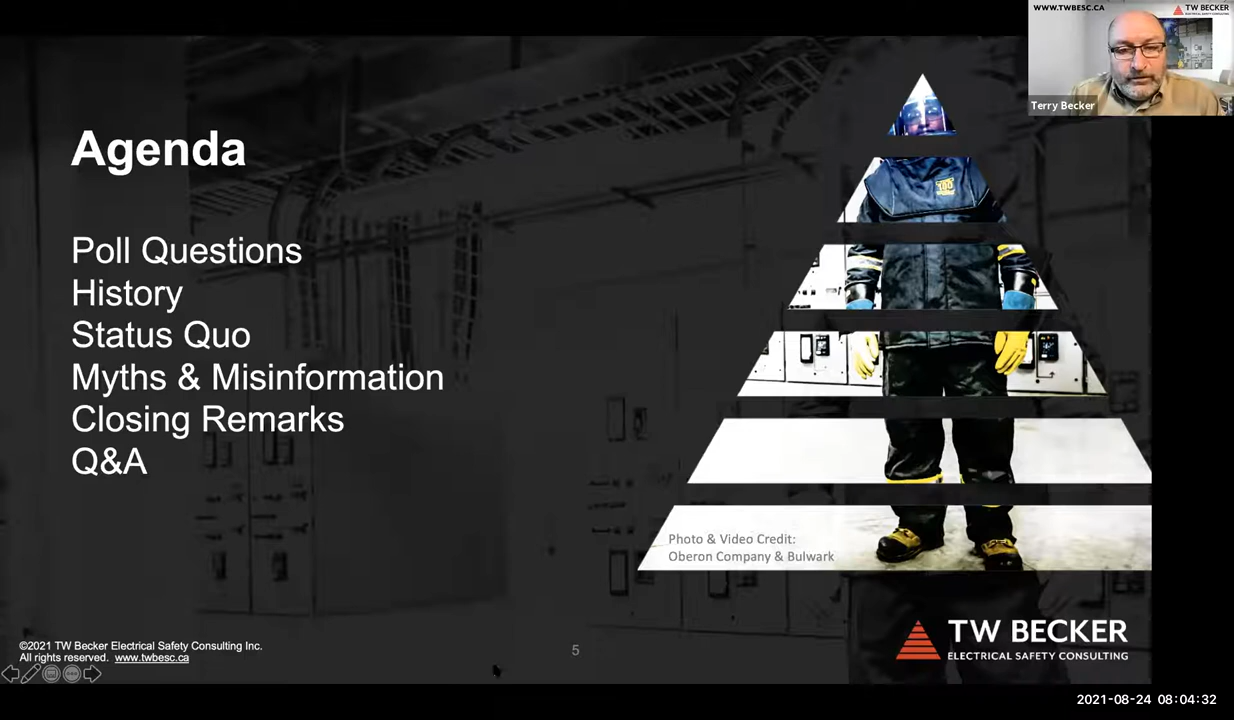 WWW.TWBESC.CA
TW BECKER
ELECTRICAL SAFETY CONSULTING
Terry Becker
Agenda
Poll Questions
History
Status Quo
Myths & Misinformation
Closing Remarks
Q&A
100
Photo & Video Credit:
Oberon Company & Bulwark
TW BECKER
ELECTRICAL SAFETY CONSULTING
©2021 TW Becker Electrical Safety Consulting Inc.
All rights reserved. www.twbesc.ca
5
2021-08-24 08:04:32